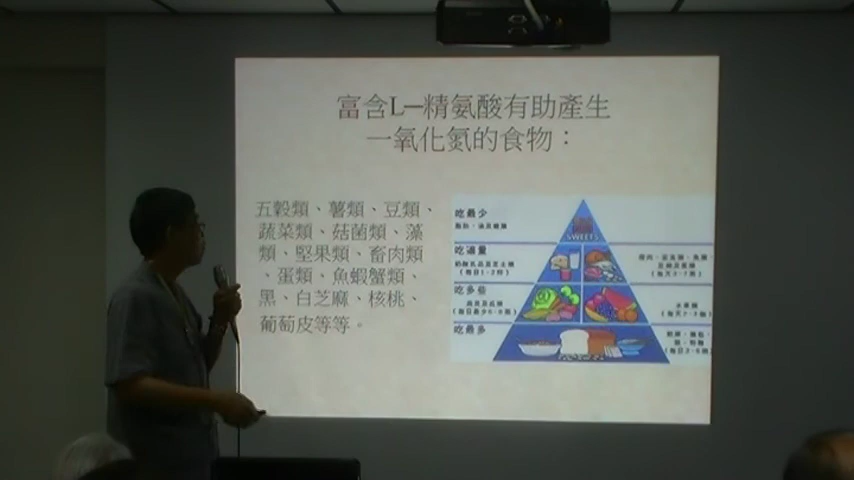 富含L—精氨酸有助產生
一氧化氮的食物：
五穀類、薯類、豆類、
蔬菜類、菇菌類、藻
類、堅果類、畜肉類
、蛋類、魚蝦蟹類、
黑、白芝麻、核桃、
葡萄皮等等。
吃最少
SWEETS
吃適量
吃多些
吃最多